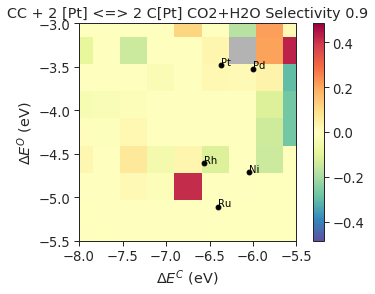 CC + 2 [Pt] <=> 2 C[Pt] CO2+H2O Selectivity 0.9
−3.0
−3.5
−4.0
−4.5
−5.0
−5.5
ΔE^O (eV)
Pt
Pd
Rh
Ni
Ru
−8.0 −7.5 −7.0 −6.5 −6.0 −5.5
ΔE^C (eV)
0.4
0.2
0.0
−0.2
−0.4